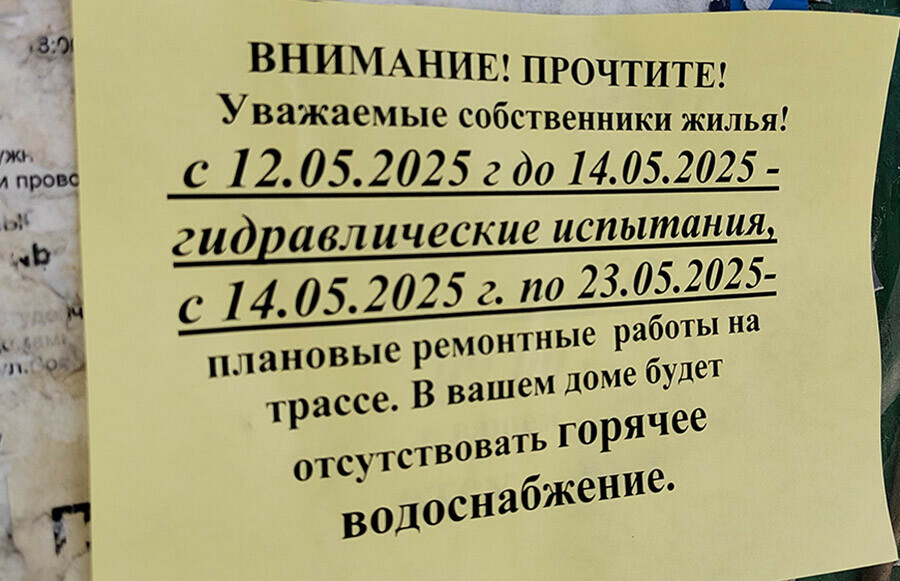 ВНИМАНИЕ! ПРОЧТИТЕ!
Уважаемые собственники жилья!
с 12.05.2025 г до 14.05.2025 -
гидравлические испытания,
с 14.05.2025 г. по 23.05.2025-
плановые ремонтные работы на
трассе. В вашем доме будет
отсутствовать горячее
водоснабжение.